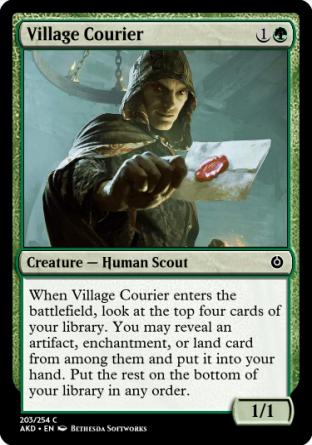 Village Courier 1
Creature — Human Scout
When Village Courier enters the
battlefield, look at the top four cards of
your library. You may reveal an
artifact, enchantment, or land card
from among them and put it into your
hand. Put the rest on the bottom of
your library in any order.
1/1
203/254 C
AKD • EN Bethesda Softworks